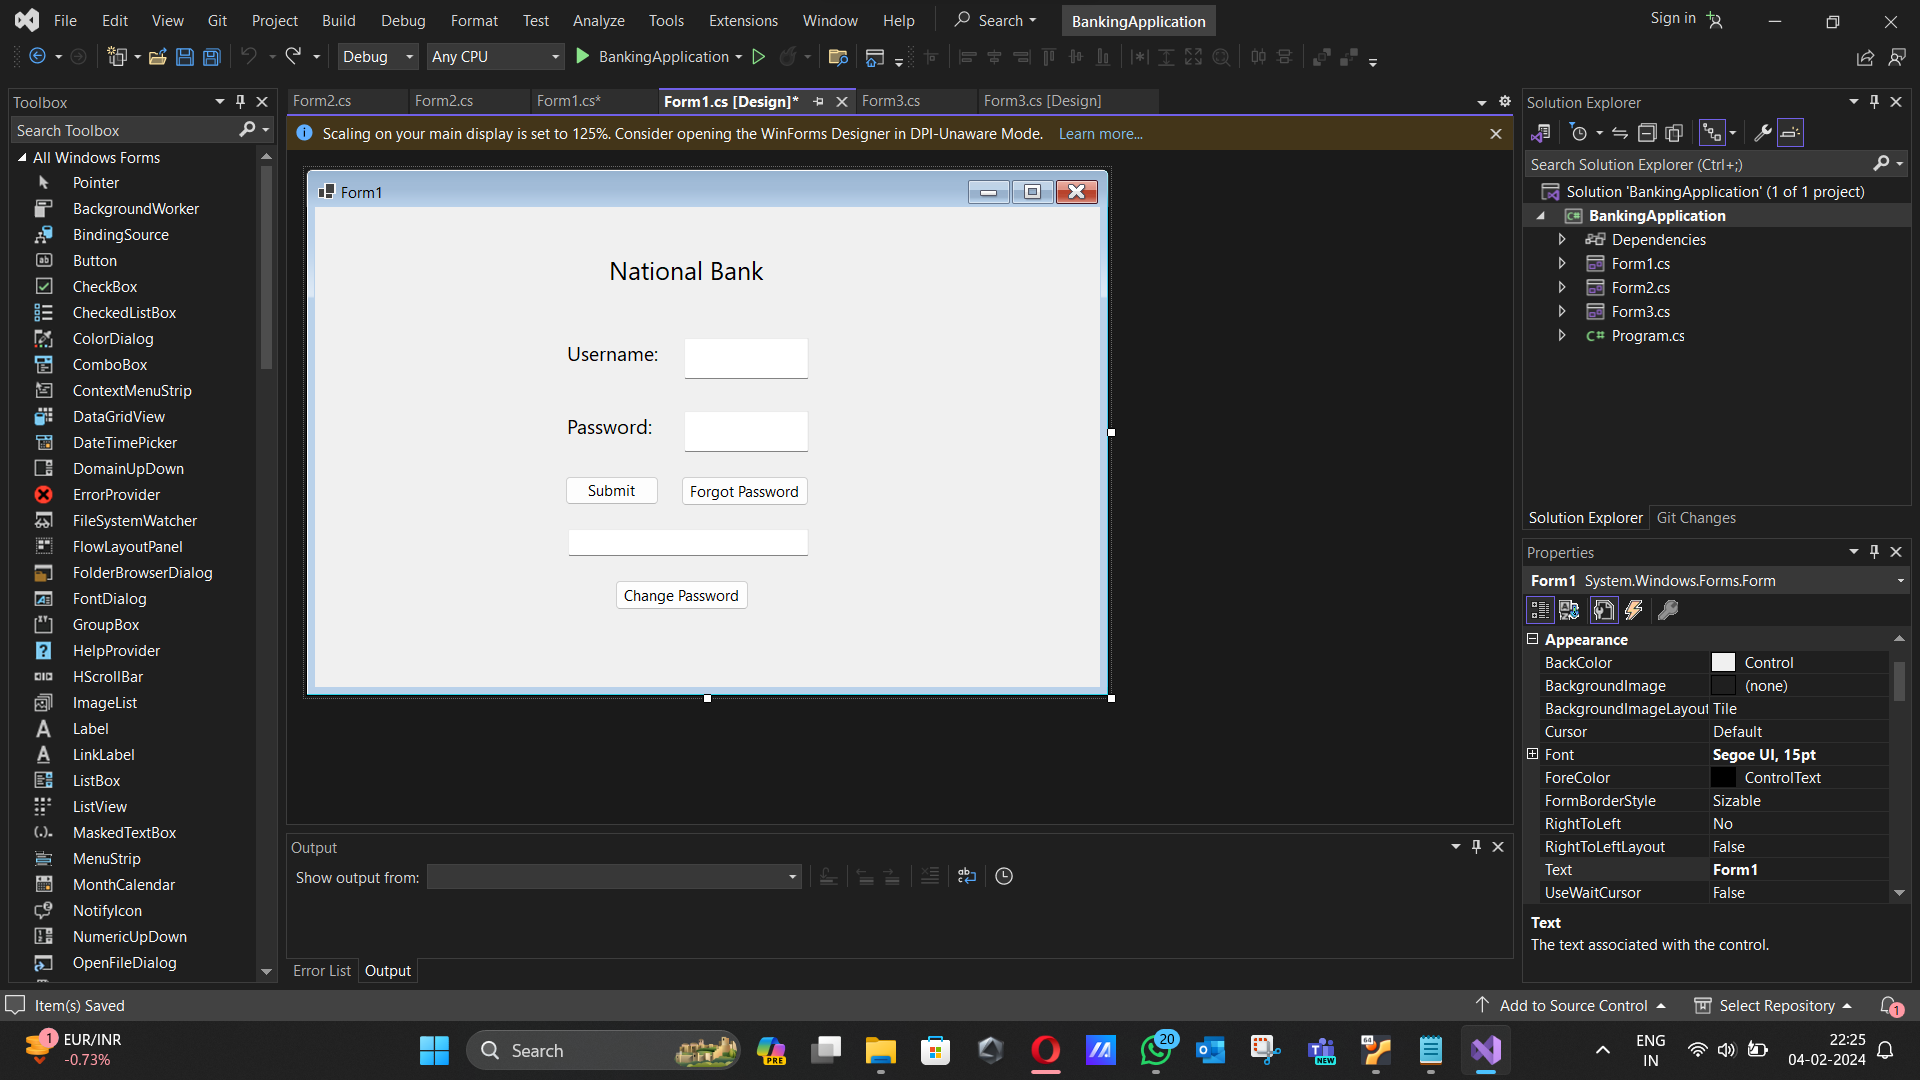 File Edit View Git Project Build Debug Format Test Analyze Tools Extensions Window Help Search BankingApplication Sign in
Debug Any CPU BankingApplication
Toolbox
Search Toolbox
All Windows Forms
Pointer
BackgroundWorker
BindingSource
Button
CheckBox
CheckedListBox
ColorDialog
ComboBox
ContextMenuStrip
DataGridView
DateTimePicker
DomainUpDown
ErrorProvider
FileSystemWatcher
FlowLayoutPanel
FolderBrowserDialog
FontDialog
GroupBox
HelpProvider
HScrollBar
ImageList
Label
LinkLabel
ListBox
ListView
MaskedTextBox
MenuStrip
MonthCalendar
NotifyIcon
NumericUpDown
OpenFileDialog
Form2.cs Form2.cs Form1.cs* Form1.cs [Design]* Form3.cs Form3.cs [Design]
Scaling on your main display is set to 125%. Consider opening the WinForms Designer in DPI-Unaware Mode. Learn more...
Form1
National Bank
Username:
Password:
Submit Forgot Password
Change Password
Output
Show output from:
Error List Output
Solution Explorer
Search Solution Explorer (Ctrl+;)
Solution 'BankingApplication' (1 of 1 project)
BankingApplication
Dependencies
Form1.cs
Form2.cs
Form3.cs
C# Program.cs
Solution Explorer Git Changes
Properties
Form1 System.Windows.Forms.Form
Appearance
BackColor Control
BackgroundImage (none)
BackgroundImageLayout Tile
Cursor Default
Font Segoe UI, 15pt
ForeColor ControlText
FormBorderStyle Sizable
RightToLeft No
RightToLeftLayout False
Text Form1
UseWaitCursor False
Text
The text associated with the control.
Item(s) Saved Add to Source Control Select Repository 1
1 EUR/INR
-0.73%
Search
PRE
20
NEW
64
ENG
IN
22:25
04-02-2024